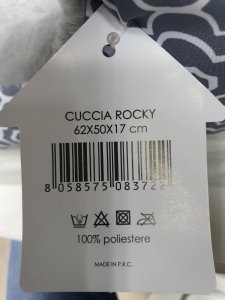 CUCCIA ROCKY
62X50X17 cm
8 058575 083722
100% poliestere
MADE IN P.R.C.